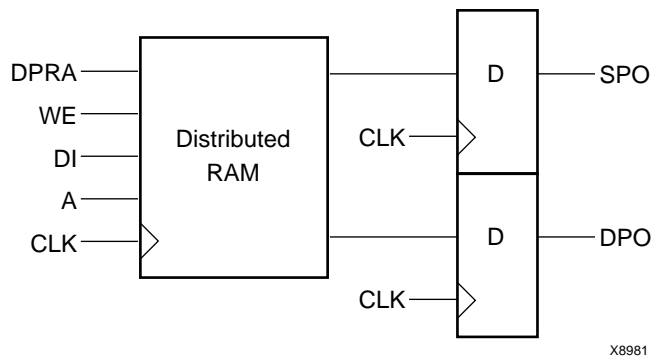 DPRA
WE
DI
A
CLK
Distributed
RAM
D
SPO
CLK
D
DPO
CLK
X8981